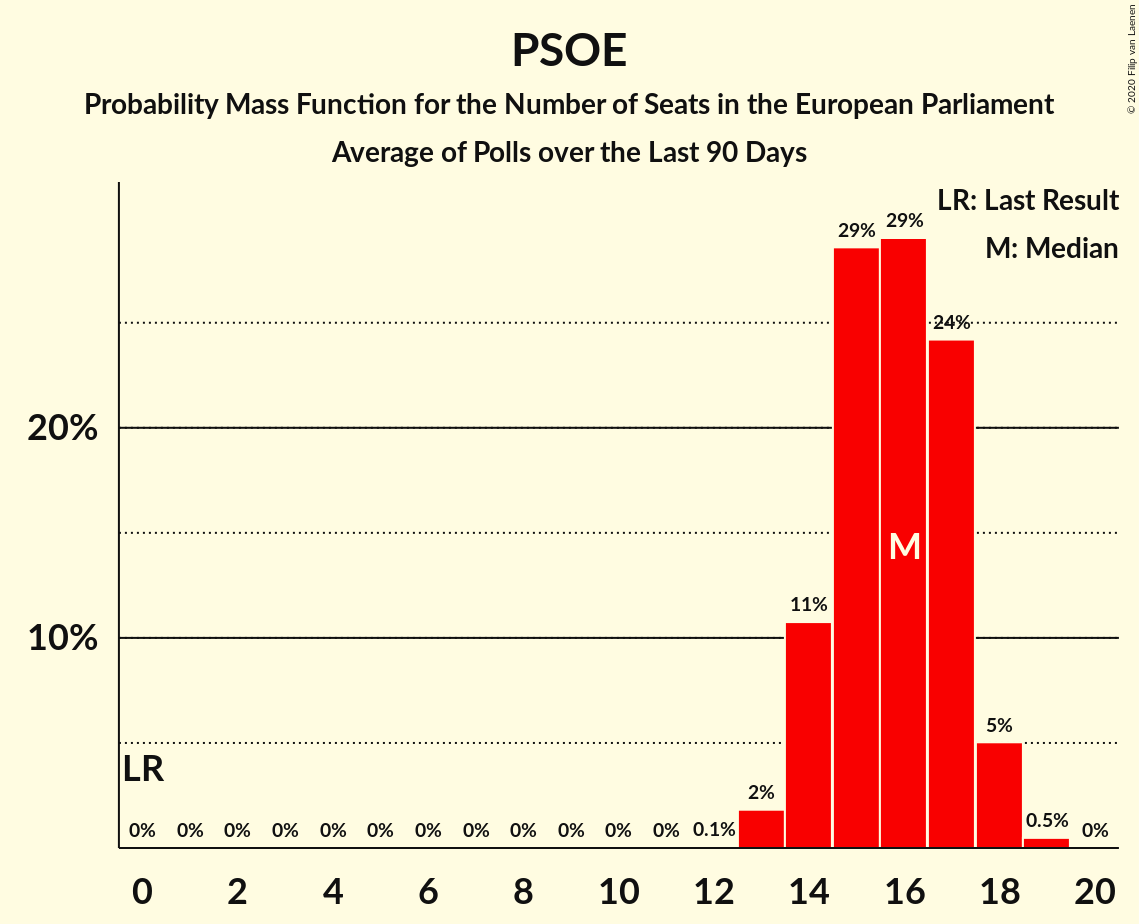 PSOE
Probability Mass Function for the Number of Seats in the European Parliament
Average of Polls over the Last 90 Days
© 2020 Filip van Laenen
LR: Last Result
M: Median
29% 29%
24%
20%
M
11%
10%
5%
LR
2%
0% 0% 0% 0% 0% 0% 0% 0% 0% 0% 0% 0% 0.1% 0.5% 0%
0 2 4 6 8 10 12 14 16 18 20